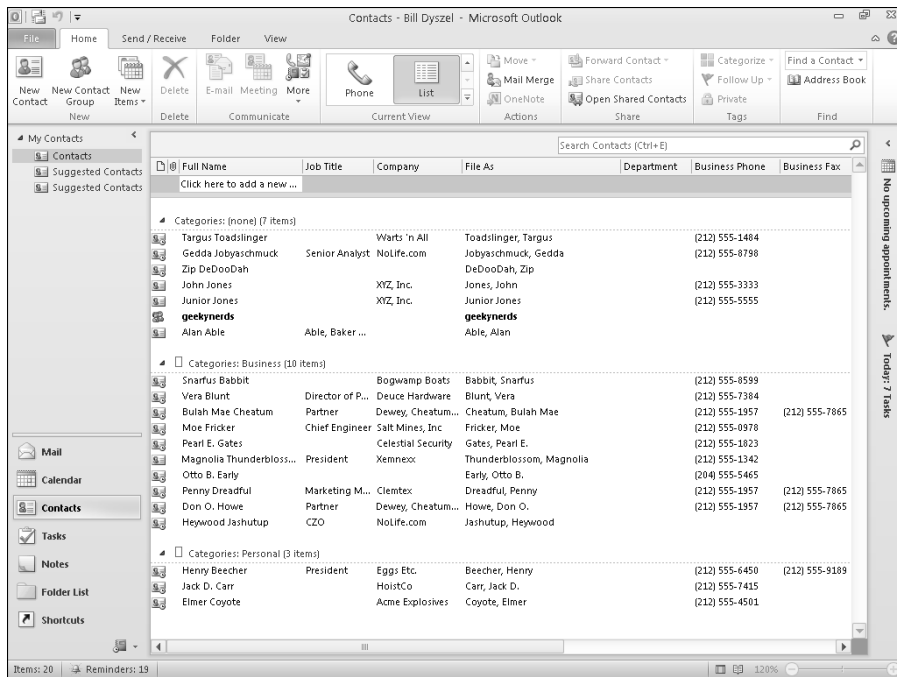 Contacts - Bill Dyszel - Microsoft Outlook
File Home Send / Receive Folder View
New Contact New Contact Group New Items Delete E-mail Meeting More Phone List Move Mail Merge OneNote Forward Contact Share Contacts Open Shared Contacts Categorize Follow Up Private Find a Contact Address Book
New Delete Communicate Current View Actions Share Tags Find
My Contacts
Contacts
Suggested Contacts
Suggested Contacts
Search Contacts (Ctrl+E)
Full Name Job Title Company File As Department Business Phone Business Fax
Click here to add a new ...
Categories: (none) (7 items)
Targus Toadslinger Warts 'n All Toadslinger, Targus (212) 555-1484
Gedda Jobyaschmuck Senior Analyst NoLife.com Jobyaschmuck, Gedda (212) 555-8798
Zip DeDooDah DeDooDah, Zip
John Jones XYZ, Inc. Jones, John (212) 555-3333
Junior Jones XYZ, Inc. Junior Jones (212) 555-5555
geekynerds geekynerds
Alan Able Able, Baker ... Able, Alan
Categories: Business (10 items)
Snarfus Babbit Bogwamp Boats Babbit, Snarfus (212) 555-8599
Vera Blunt Director of P... Deuce Hardware Blunt, Vera (212) 555-7384
Bulah Mae Cheatum Partner Dewey, Cheatum... Cheatum, Bulah Mae (212) 555-1957 (212) 555-7865
Moe Fricker Chief Engineer Salt Mines, Inc Fricker, Moe (212) 555-0978
Pearl E. Gates Celestial Security Gates, Pearl E. (212) 555-1823
Magnolia Thunderbloss... President Xemnexx Thunderblossom, Magnolia (212) 555-1342
Otto B. Early Early, Otto B. (204) 555-5465
Penny Dreadful Marketing M... Clemtex Dreadful, Penny (212) 555-1957 (212) 555-7865
Don O. Howe Partner Dewey, Cheatum... Howe, Don O. (212) 555-1957 (212) 555-7865
Heywood Jashutup CZO NoLife.com Jashutup, Heywood
Categories: Personal (3 items)
Henry Beecher President Eggs Etc. Beecher, Henry (212) 555-6450 (212) 555-9189
Jack D. Carr HoistCo Carr, Jack D. (212) 555-7415
Elmer Coyote Acme Explosives Coyote, Elmer (212) 555-4501
Mail
Calendar
Contacts
Tasks
Notes
Folder List
Shortcuts
No upcoming appointments.
Today: 7 Tasks
Items: 20 Reminders: 19 120%